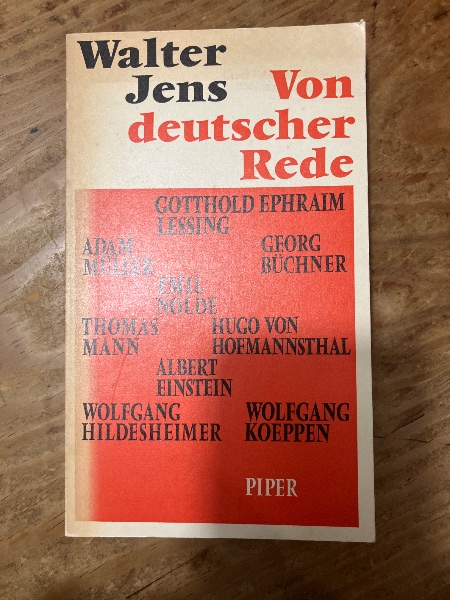 Walter
Jens Von
deutscher
Rede
GOTTHOLD EPHRAIM
LESSING
ADAM GEORG
MÜLLER BÜCHNER
EMIL
NOLDE
THOMAS HUGO VON
MANN HOFMANNSTHAL
ALBERT
EINSTEIN
WOLFGANG WOLFGANG
HILDESHEIMER KOEPPEN
PIPER